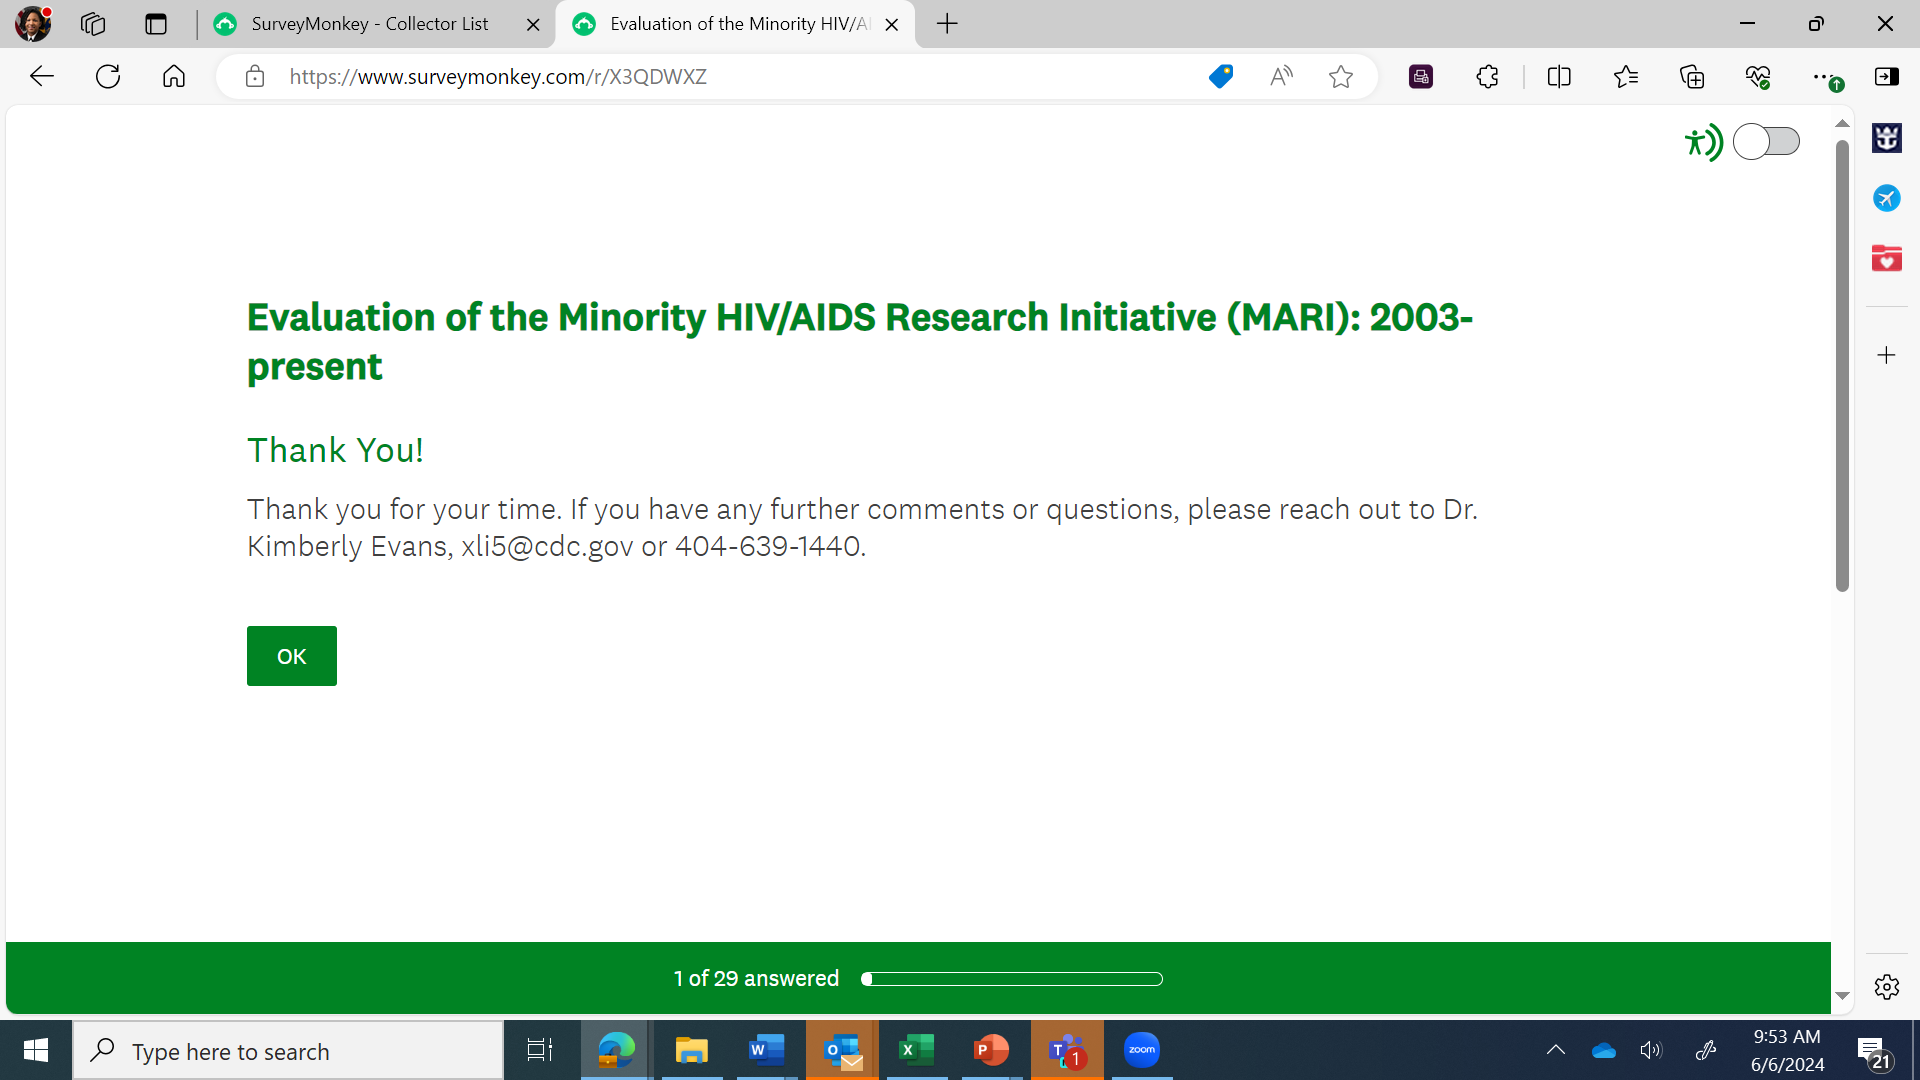 SurveyMonkey - Collector List
Evaluation of the Minority HIV/AI
https://www.surveymonkey.com/r/X3QDWXZ
Evaluation of the Minority HIV/AIDS Research Initiative (MARI): 2003-
present
Thank You!
Thank you for your time. If you have any further comments or questions, please reach out to Dr.
Kimberly Evans, xli5@cdc.gov or 404-639-1440.
OK
1 of 29 answered
Type here to search
zoom
1
9:53 AM
6/6/2024
21